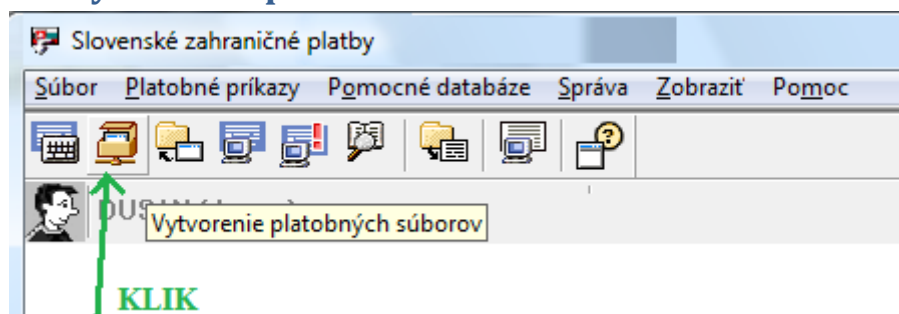 Slovenské zahraničné platby
Súbor Platobné príkazy Pomocné databáze Správa Zobraziť Pomoc
Vytvorenie platobných súborov
KLIK